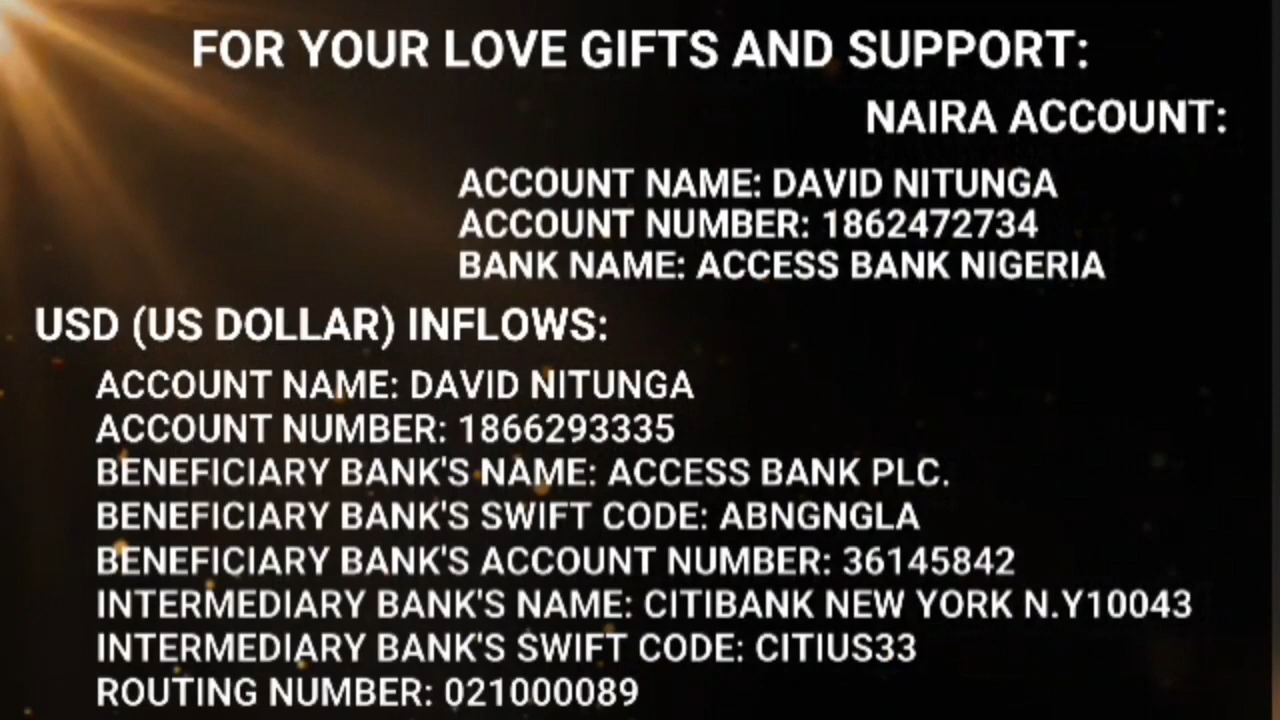 FOR YOUR LOVE GIFTS AND SUPPORT:
NAIRA ACCOUNT:
ACCOUNT NAME: DAVID NITUNGA
ACCOUNT NUMBER: 1862472734
BANK NAME: ACCESS BANK NIGERIA
USD (US DOLLAR) INFLOWS:
ACCOUNT NAME: DAVID NITUNGA
ACCOUNT NUMBER: 1866293335
BENEFICIARY BANK'S NAME: ACCESS BANK PLC.
BENEFICIARY BANK'S SWIFT CODE: ABNGNGLA
BENEFICIARY BANK'S ACCOUNT NUMBER: 36145842
INTERMEDIARY BANK'S NAME: CITIBANK NEW YORK N.Y10043
INTERMEDIARY BANK'S SWIFT CODE: CITIUS33
ROUTING NUMBER: 021000089